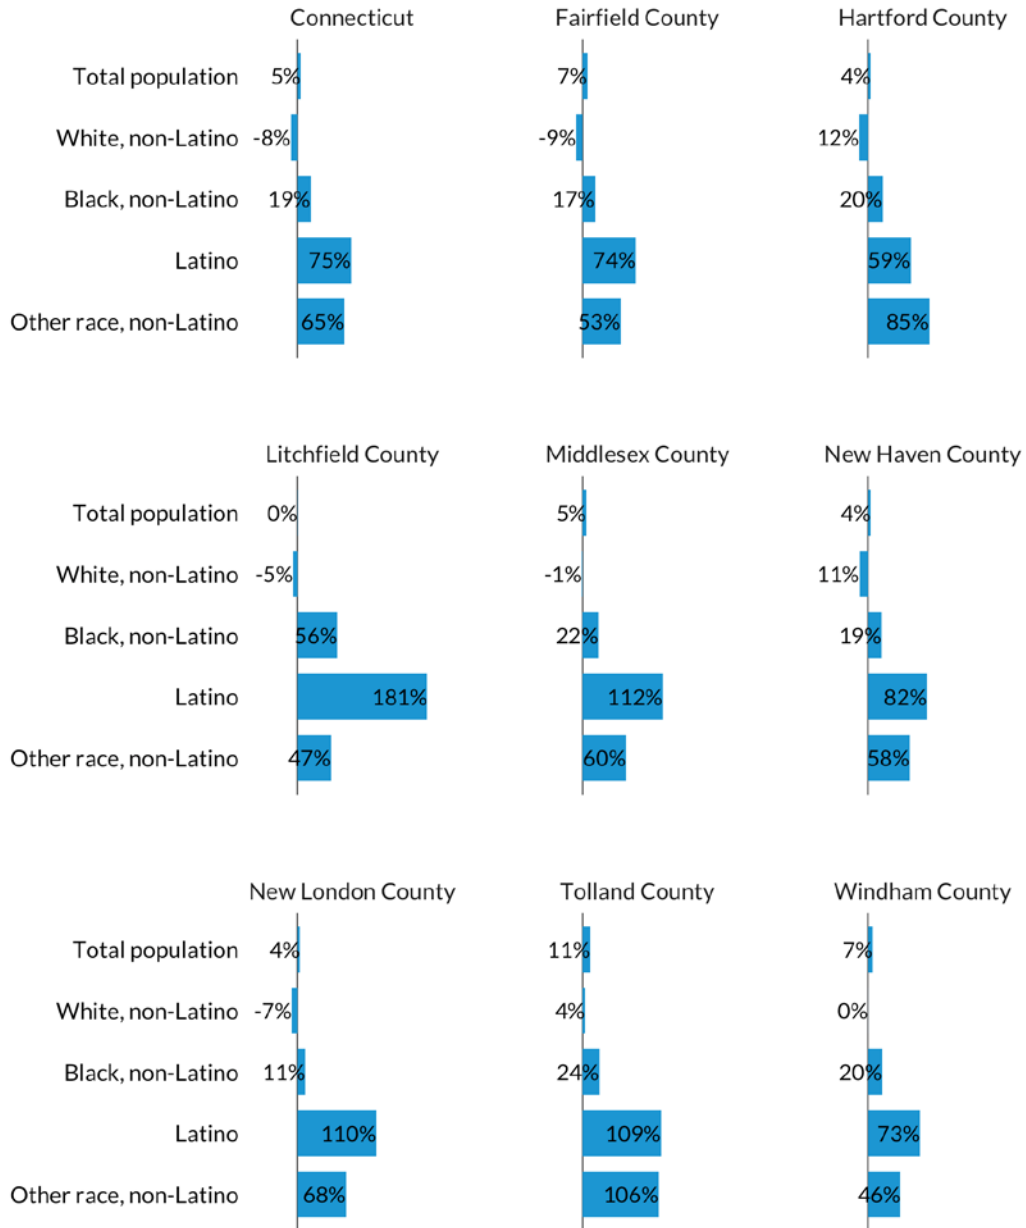 Connecticut Fairfield County Hartford County
Total population 5% 7% 4%
White, non-Latino -8% -9% 12%
Black, non-Latino 19% 17% 20%
Latino 75% 74% 59%
Other race, non-Latino 65% 53% 85%
Litchfield County Middlesex County New Haven County
Total population 0% 5% 4%
White, non-Latino -5% -1% 11%
Black, non-Latino 56% 22% 19%
Latino 181% 112% 82%
Other race, non-Latino 47% 60% 58%
New London County Tolland County Windham County
Total population 4% 11% 7%
White, non-Latino -7% 4% 0%
Black, non-Latino 11% 24% 20%
Latino 110% 109% 73%
Other race, non-Latino 68% 106% 46%